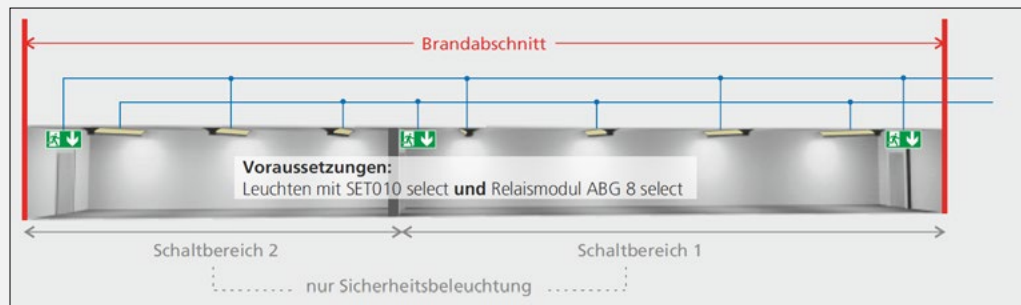 Brandabschnitt
Voraussetzungen:
Leuchten mit SET010 select und Relaismodul ABG 8 select
Schaltbereich 2
Schaltbereich 1
nur Sicherheitsbeleuchtung